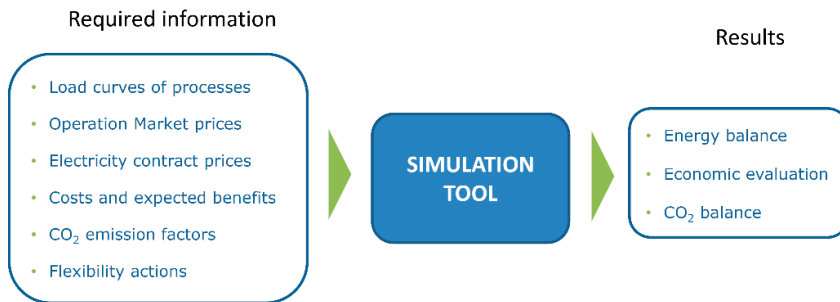 Required information
• Load curves of processes
• Operation Market prices
• Electricity contract prices
• Costs and expected benefits
• CO₂ emission factors
• Flexibility actions
SIMULATION
TOOL
Results
• Energy balance
• Economic evaluation
• CO₂ balance